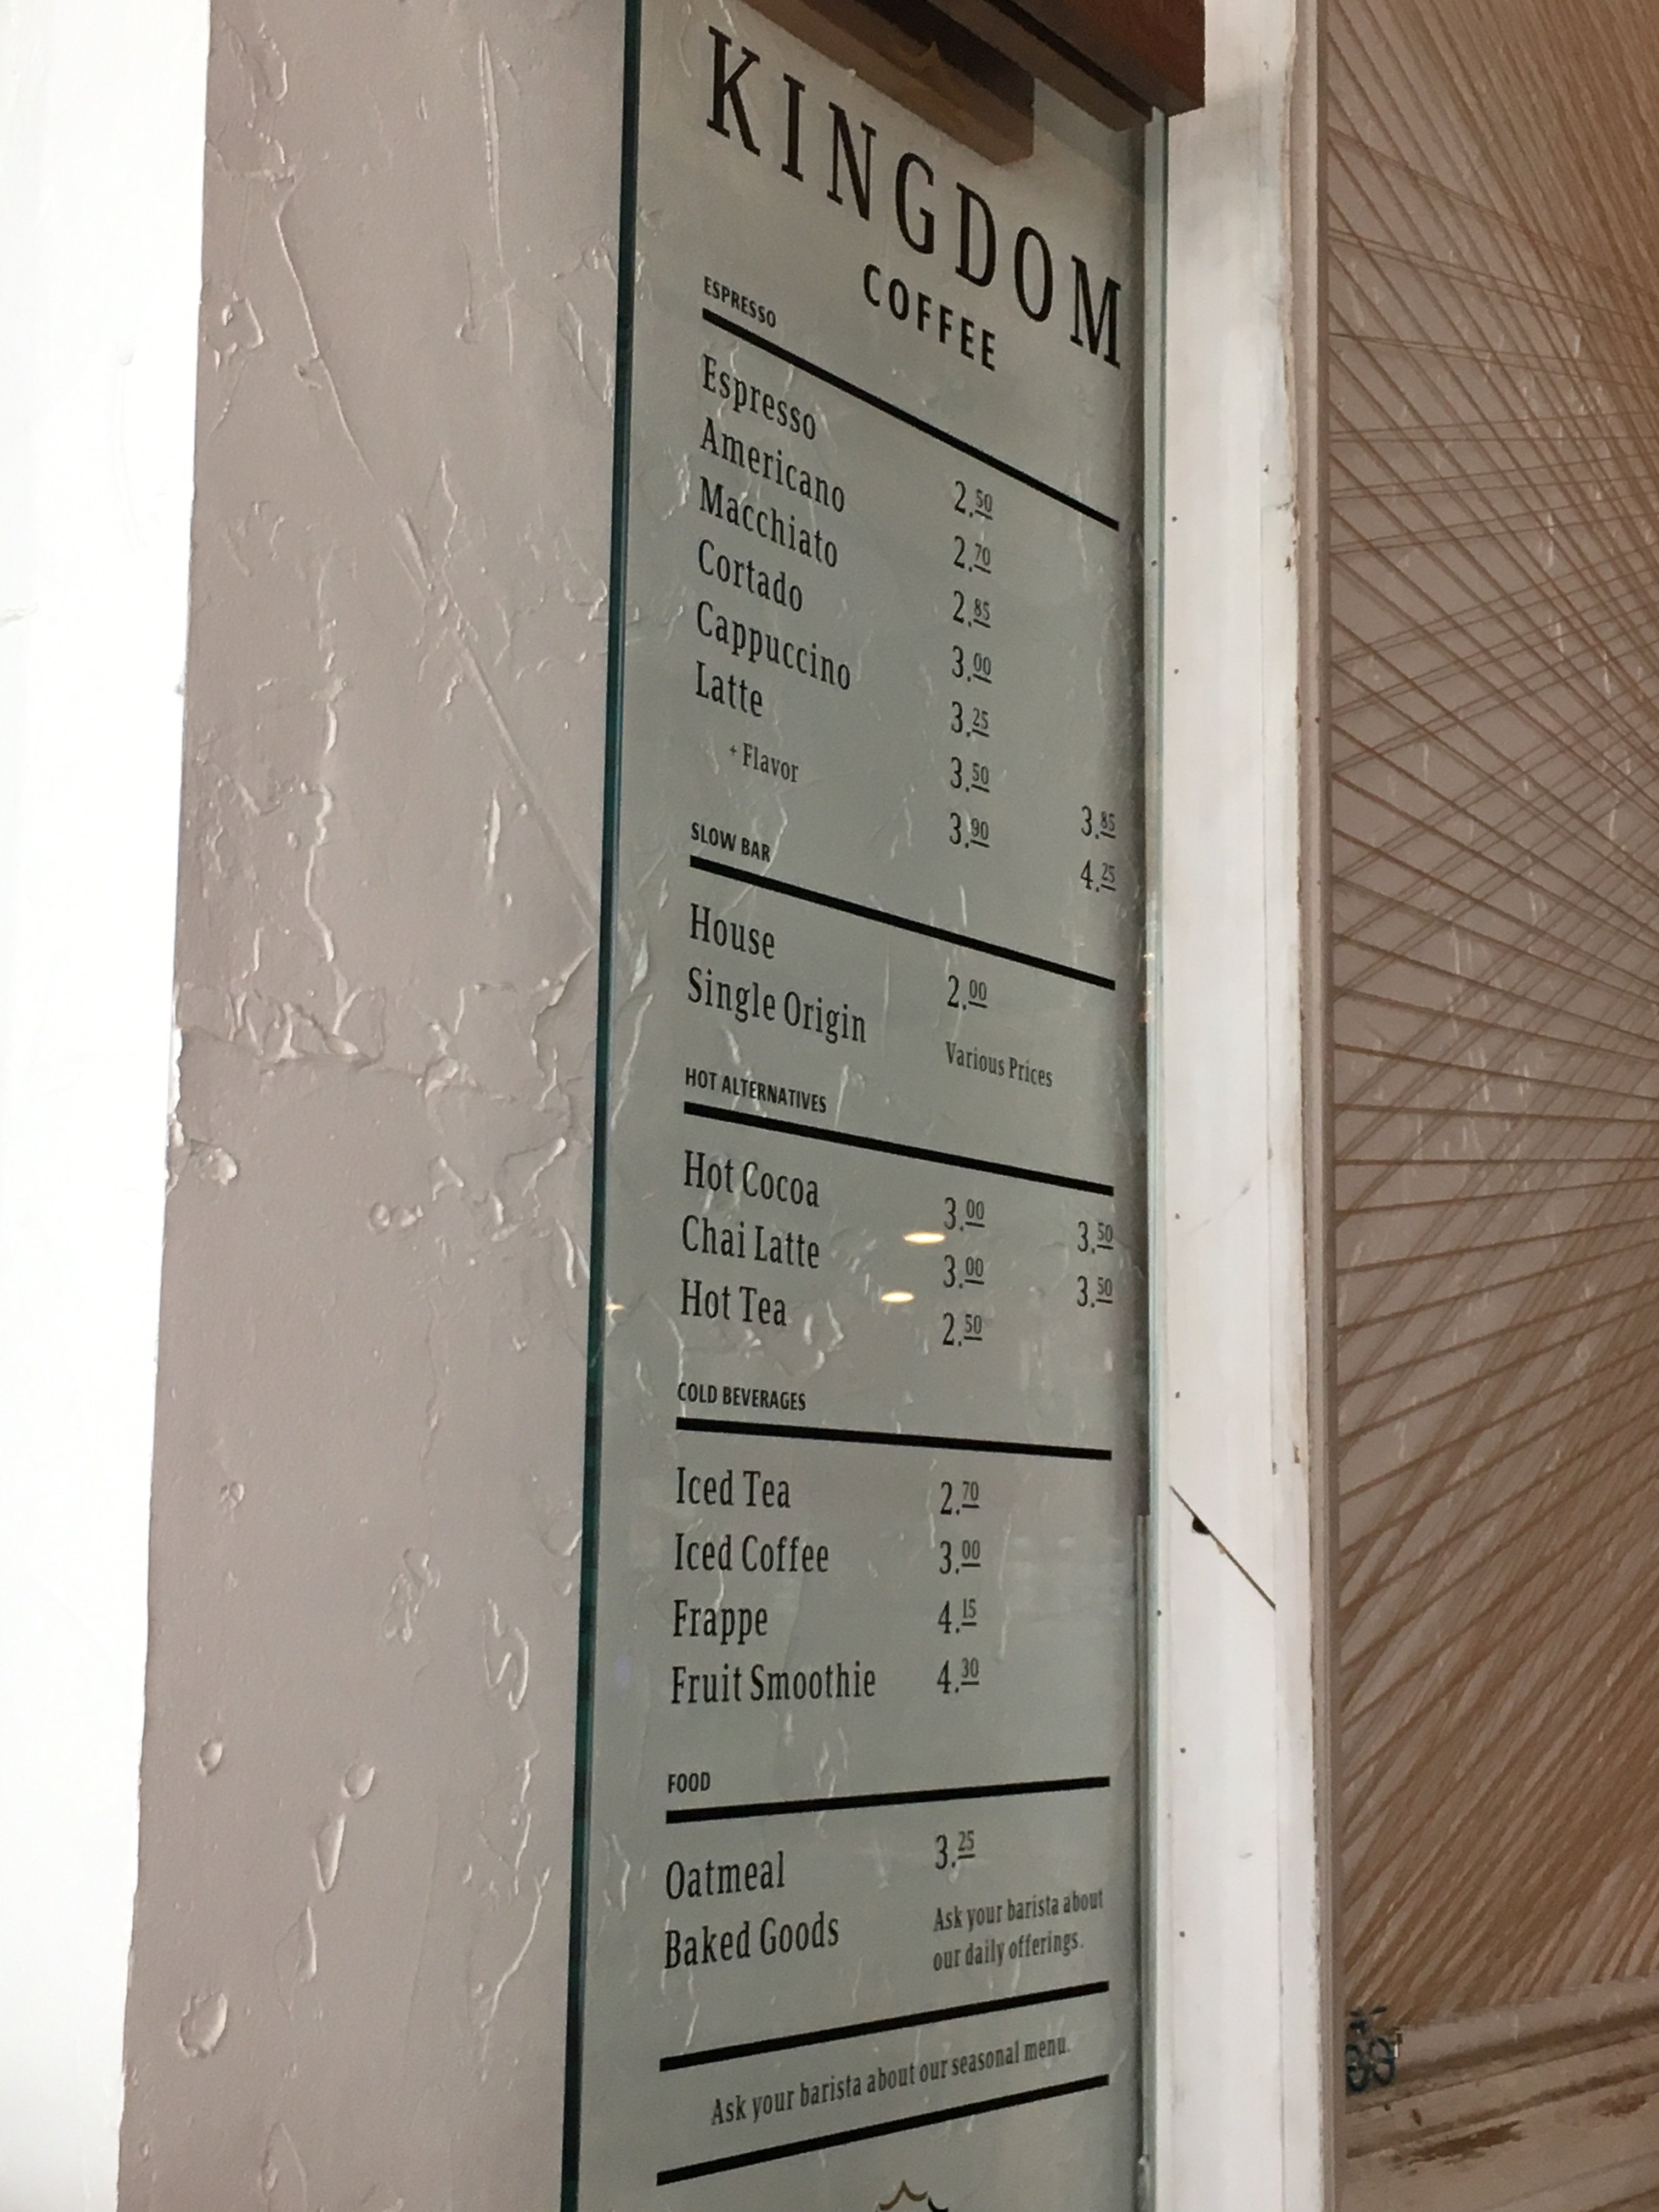 KINGDOM
COFFEE
ESPRESSO
Espresso 2.50
Americano 2.70
Macchiato 2.85
Cortado 3.00
Cappuccino 3.25
Latte 3.50 3.85
+ Flavor 3.90 4.25
SLOW BAR
House 2.00
Single Origin Various Prices
HOT ALTERNATIVES
Hot Cocoa 3.00 3.50
Chai Latte 3.00 3.50
Hot Tea 2.50
COLD BEVERAGES
Iced Tea 2.70
Iced Coffee 3.00
Frappe 4.15
Fruit Smoothie 4.30
FOOD
Oatmeal 3.25
Baked Goods Ask your barista about
our daily offerings.
Ask your barista about our seasonal menu.